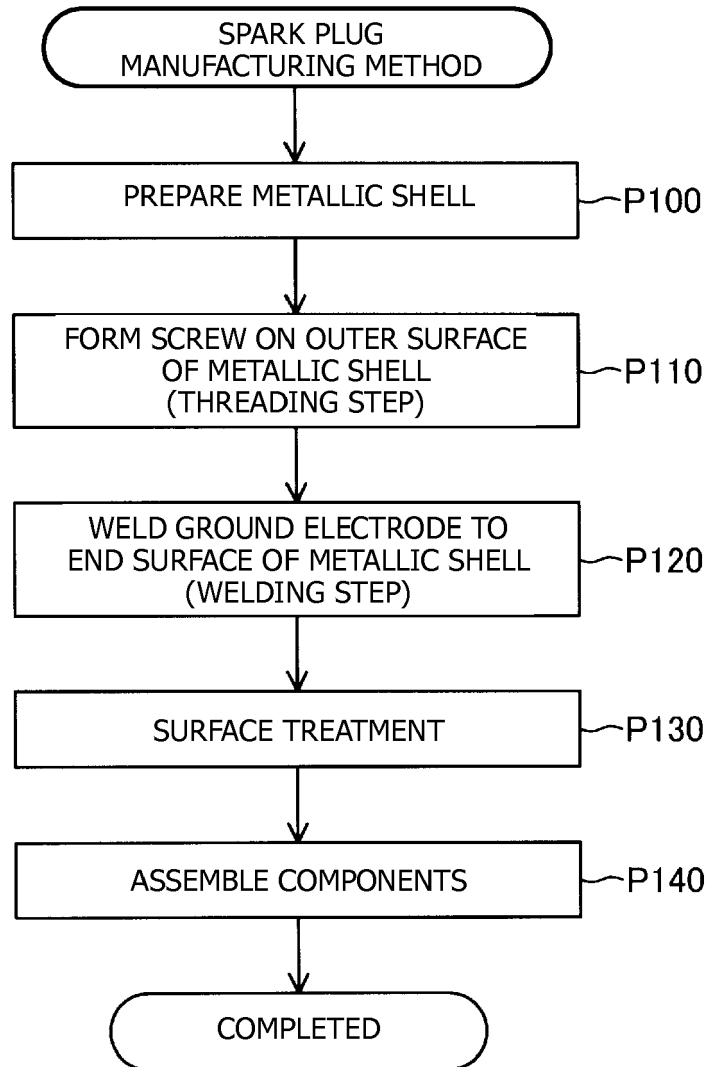 SPARK PLUG
MANUFACTURING METHOD
PREPARE METALLIC SHELL
P100
FORM SCREW ON OUTER SURFACE
OF METALLIC SHELL
(THREADING STEP)
P110
WELD GROUND ELECTRODE TO
END SURFACE OF METALLIC SHELL
(WELDING STEP)
P120
SURFACE TREATMENT
P130
ASSEMBLE COMPONENTS
P140
COMPLETED